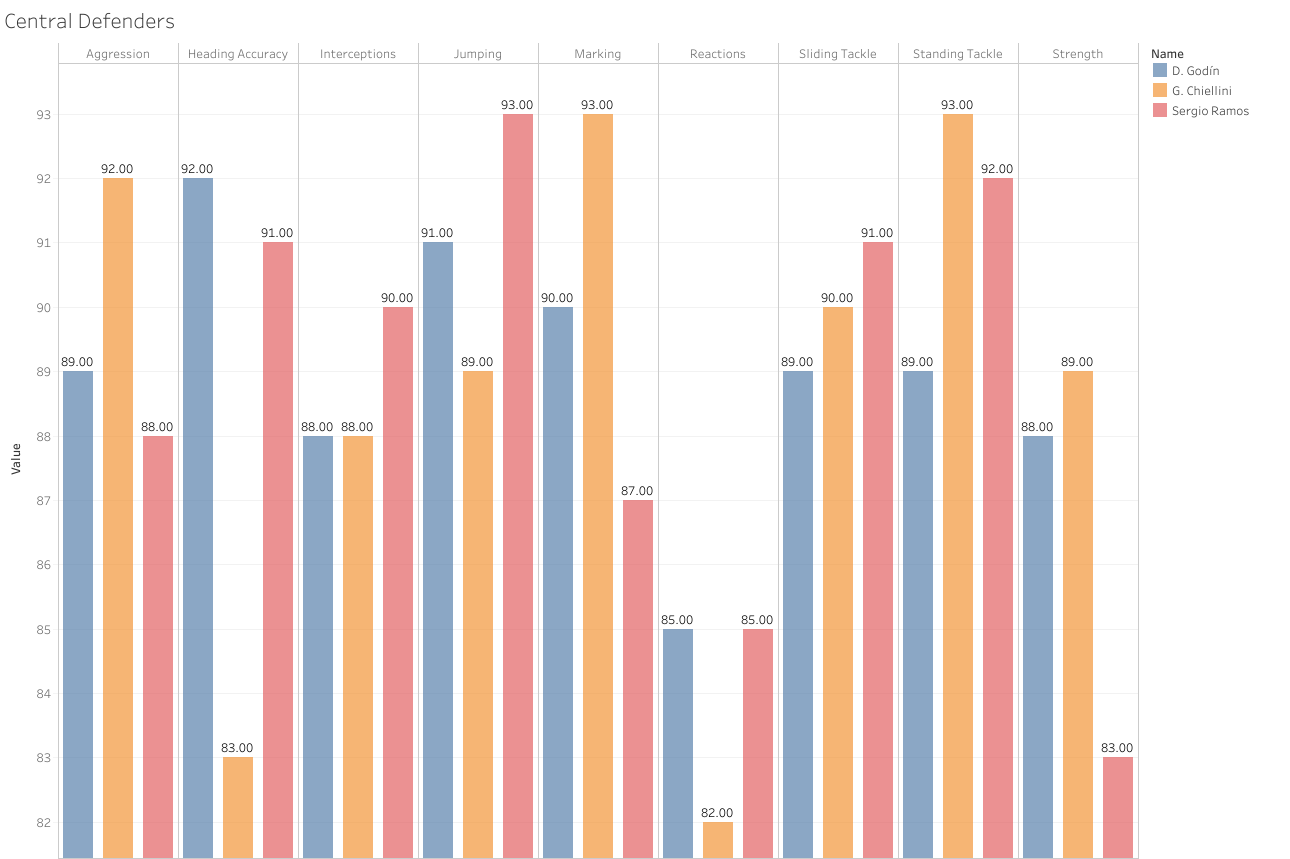 Central Defenders
Aggression Heading Accuracy Interceptions Jumping Marking Reactions Sliding Tackle Standing Tackle Strength
Name
D. Godín
G. Chiellini
Sergio Ramos
Value
93
92
91
90
89
88
87
86
85
84
83
82
89.00 92.00 88.00
92.00 83.00 91.00
88.00 88.00 90.00
91.00 89.00 93.00
90.00 93.00 87.00
85.00 82.00 85.00
89.00 90.00 91.00
89.00 93.00 92.00
88.00 89.00 83.00